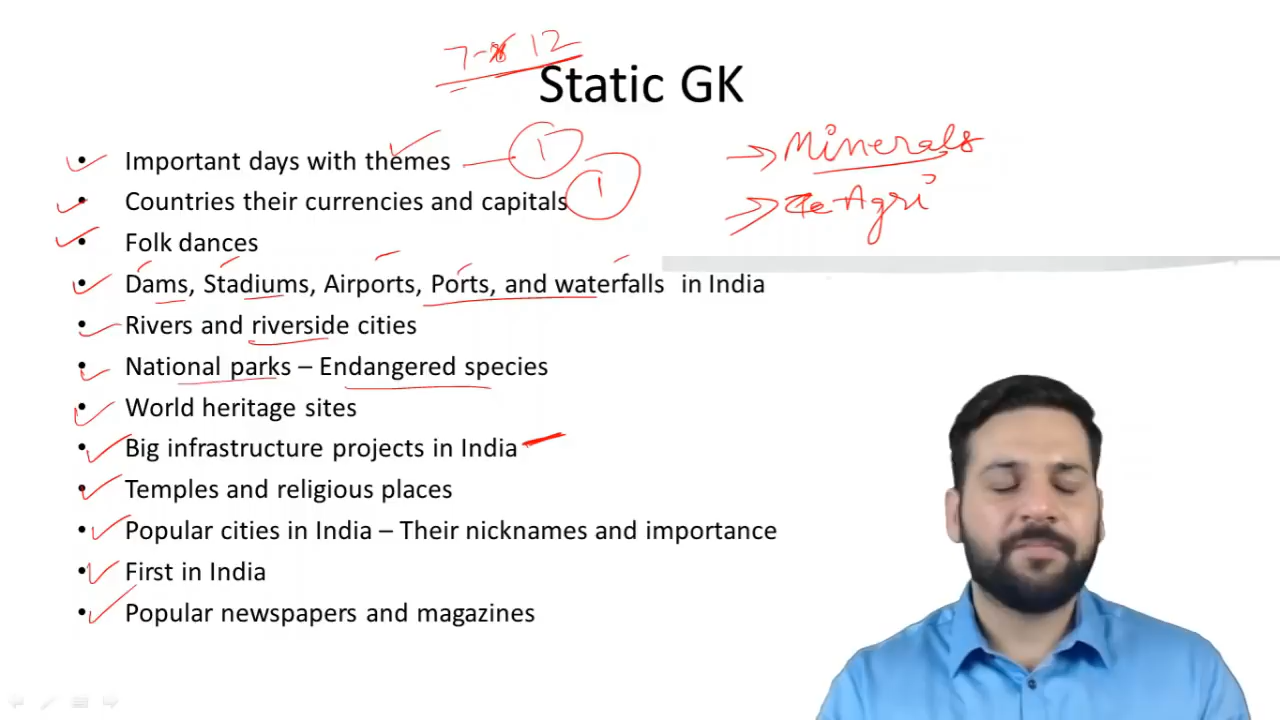 7-8 12
Static GK
• Important days with themes — 1
• Countries their currencies and capitals 1
• Folk dances
• Dams, Stadiums, Airports, Ports, and waterfalls in India
• Rivers and riverside cities
• National parks – Endangered species
• World heritage sites
• Big infrastructure projects in India
• Temples and religious places
• Popular cities in India – Their nicknames and importance
• First in India
• Popular newspapers and magazines
→ Minerals
→ Agri